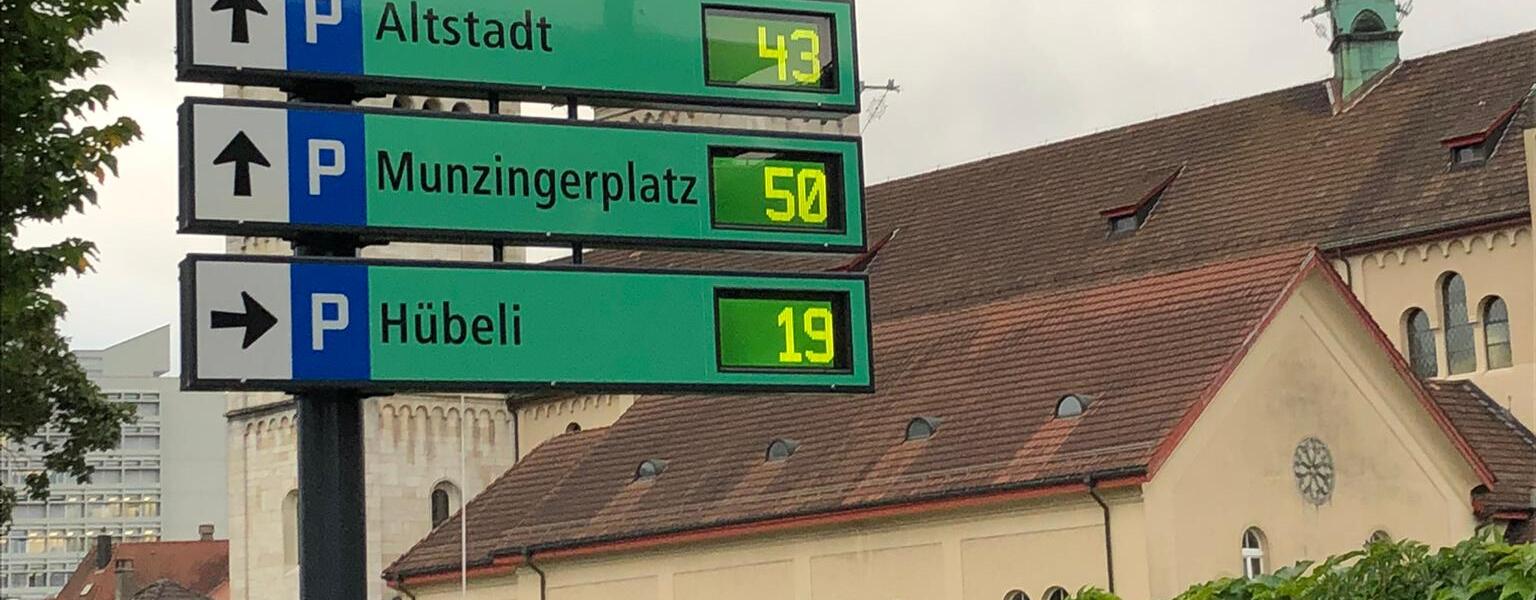 P Altstadt 43
P Munzingerplatz 50
P Hübeli 19